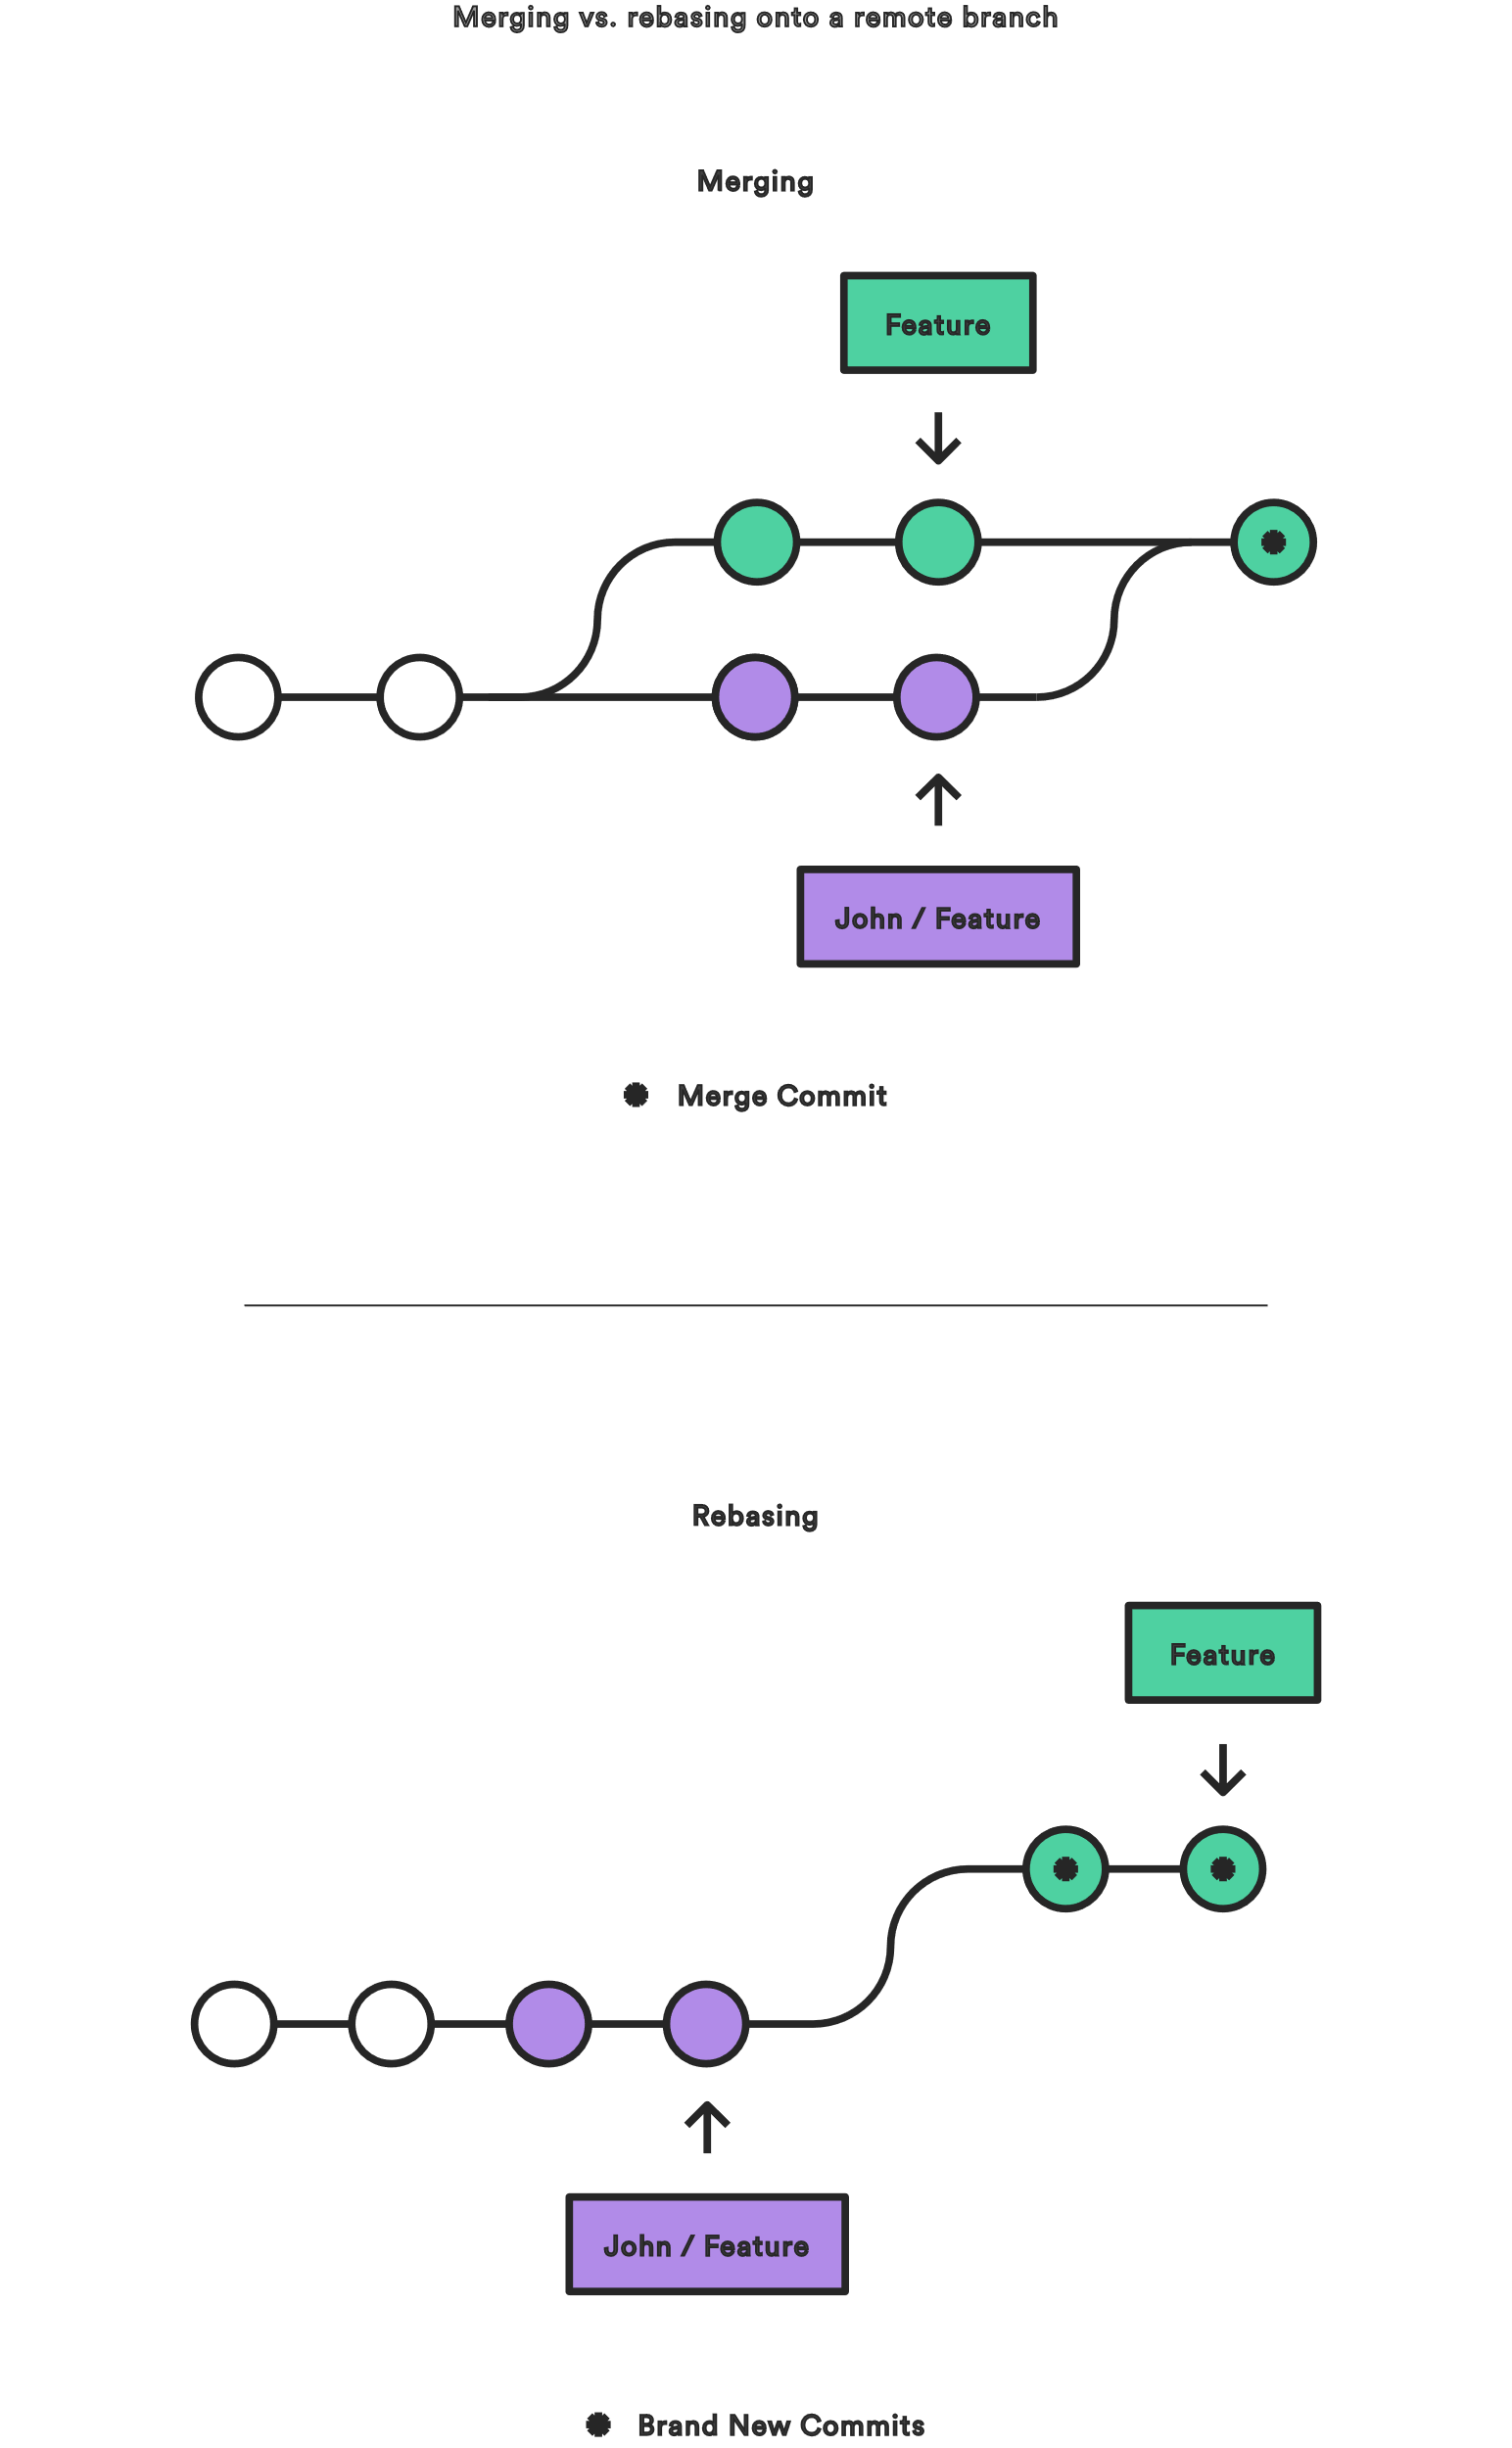 Merging vs. rebasing onto a remote branch
Merging
Feature
John / Feature
Merge Commit
Rebasing
Feature
John / Feature
Brand New Commits